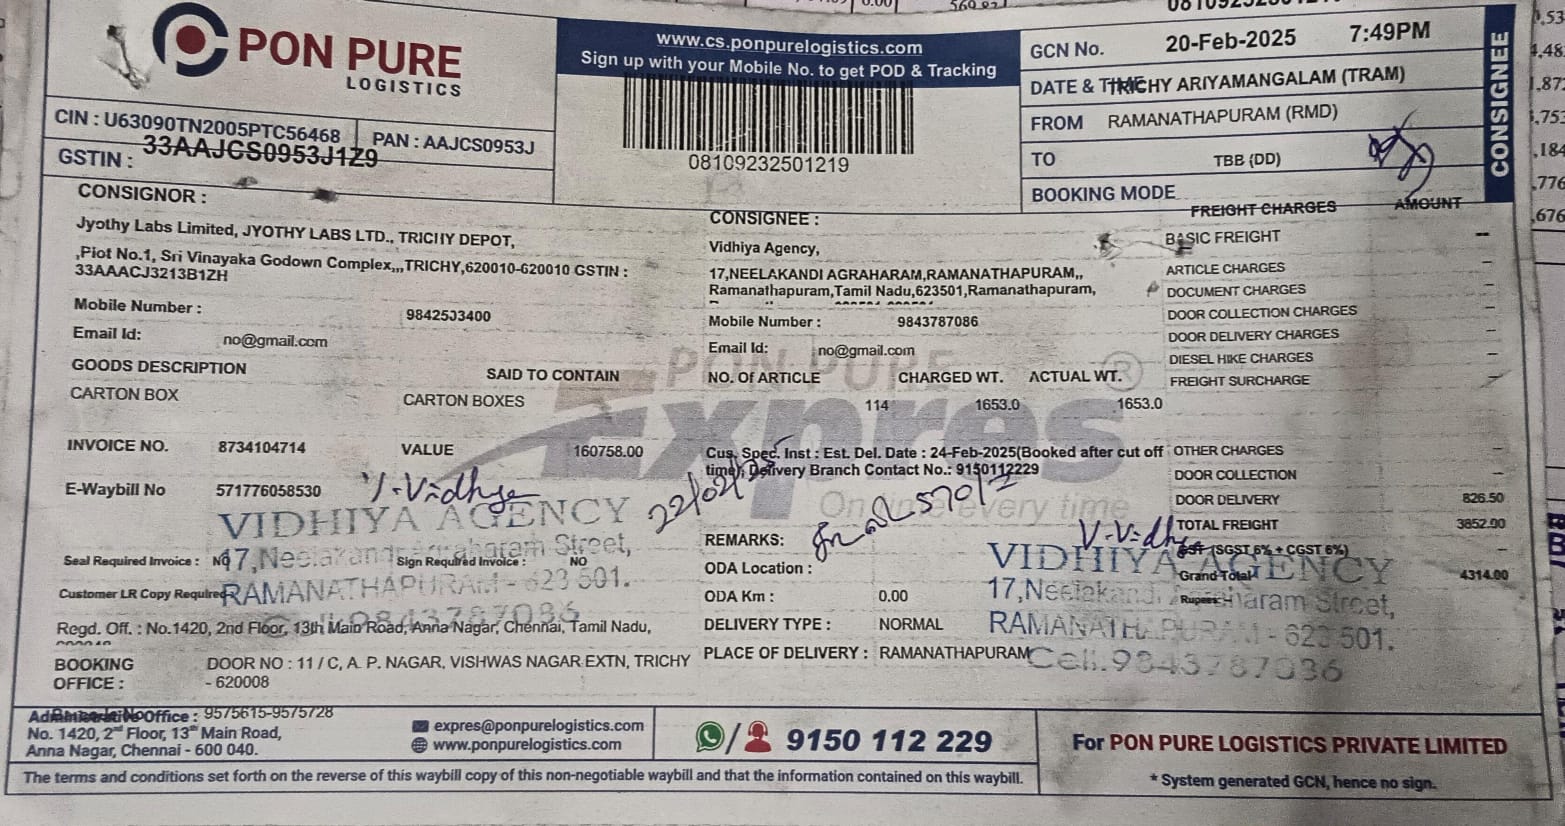 PON PURE
LOGISTICS
CIN : U63090TN2005PTC56468
PAN : AAJCS0953J
GSTIN : 33AAJCS0953J1Z9
www.cs.ponpurelogistics.com
Sign up with your Mobile No. to get POD & Tracking
08109232501219
GCN No.
20-Feb-2025 7:49PM
DATE & TIME
TRICHY ARIYAMANGALAM (TRAM)
FROM
RAMANATHAPURAM (RMD)
TO
TBB (DD)
BOOKING MODE
CONSIGNEE
CONSIGNOR :
Jyothy Labs Limited, JYOTHY LABS LTD., TRICHY DEPOT,
,Plot No.1, Sri Vinayaka Godown Complex,,,TRICHY,620010-620010 GSTIN :
33AAACJ3213B1ZH
Mobile Number : 9842533400
Email Id: no@gmail.com
GOODS DESCRIPTION SAID TO CONTAIN
CARTON BOX CARTON BOXES
INVOICE NO. 8734104714 VALUE 160758.00
E-Waybill No 571776058530
V. Vidhya
VIDHIYA AGENCY
17, Neelakandi Agraharam Street,
RAMANATHAPURAM - 623 501.
Cell: 9843787086
Seal Required Invoice : NO Sign Required Invoice : NO
Customer LR Copy Required
Regd. Off. : No.1420, 2nd Floor, 13th Main Road, Anna Nagar, Chennai, Tamil Nadu,
BOOKING OFFICE : DOOR NO : 11 / C, A. P. NAGAR, VISHWAS NAGAR EXTN, TRICHY
- 620008
CONSIGNEE :
Vidhiya Agency,
17,NEELAKANDI AGRAHARAM,RAMANATHAPURAM,,
Ramanathapuram,Tamil Nadu,623501,Ramanathapuram,
Mobile Number : 9843787086
Email Id: no@gmail.com
NO. Of ARTICLE CHARGED WT. ACTUAL WT.
114 1653.0 1653.0
PON PURE
Expres
On time every time
Cus. Spec. Inst : Est. Del. Date : 24-Feb-2025(Booked after cut off
time), Delivery Branch Contact No.: 9150112229
22/02/25
REMARKS:
ODA Location :
ODA Km : 0.00
DELIVERY TYPE : NORMAL
PLACE OF DELIVERY : RAMANATHAPURAM
FREIGHT CHARGES AMOUNT
BASIC FREIGHT -
ARTICLE CHARGES -
DOCUMENT CHARGES -
DOOR COLLECTION CHARGES -
DOOR DELIVERY CHARGES -
DIESEL HIKE CHARGES -
FREIGHT SURCHARGE -
OTHER CHARGES -
DOOR COLLECTION -
DOOR DELIVERY 826.50
TOTAL FREIGHT 3852.00
GST (SGST 6% + CGST 6%) -
Grand Total 4314.00
Rupees:
V. Vidhya
VIDHIYA AGENCY
17, Neelakandi Agraharam Street,
RAMANATHAPURAM - 623 501.
Cell: 9843787086
Administrative Office :
9575615-9575728
No. 1420, 2nd Floor, 13th Main Road,
Anna Nagar, Chennai - 600 040.
expres@ponpurelogistics.com
www.ponpurelogistics.com
9150 112 229
For PON PURE LOGISTICS PRIVATE LIMITED
* System generated GCN, hence no sign.
The terms and conditions set forth on the reverse of this waybill copy of this non-negotiable waybill and that the information contained on this waybill.